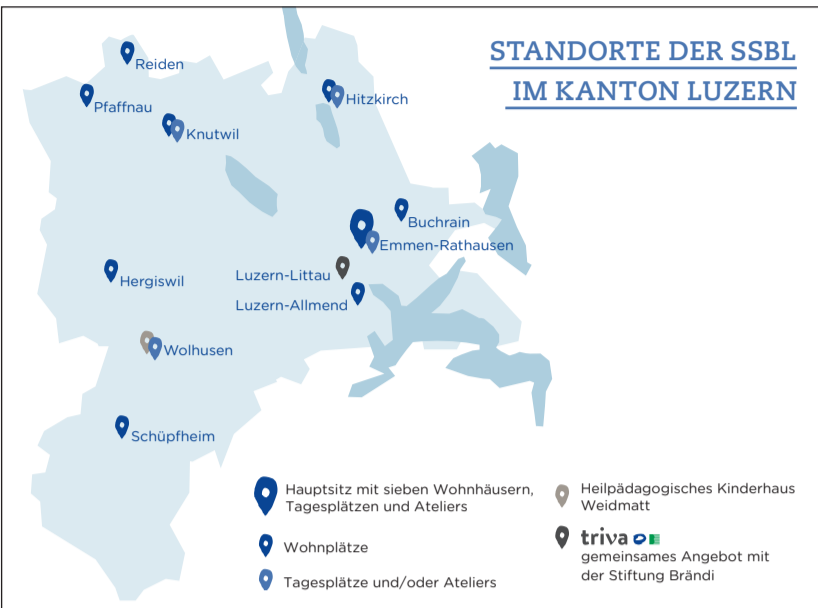 STANDORTE DER SSBL
IM KANTON LUZERN
Reiden
Pfaffnau
Hitzkirch
Knutwil
Buchrain
Emmen-Rathausen
Luzern-Littau
Hergiswil
Luzern-Allmend
Wolhusen
Schüpfheim
Hauptsitz mit sieben Wohnhäusern,
Tagesplätzen und Ateliers
Wohnplätze
Tagesplätze und/oder Ateliers
Heilpädagogisches Kinderhaus
Weidmatt
triva
gemeinsames Angebot mit
der Stiftung Brändi